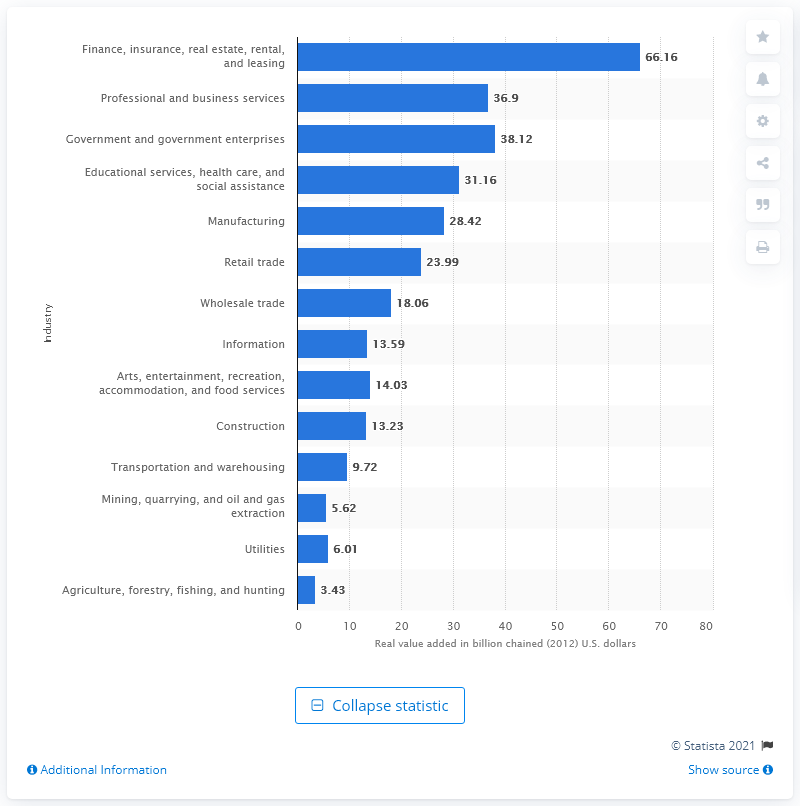 Finance, insurance, real estate, rental,
and leasing
66.16
Professional and business services
36.9
Government and government enterprises
38.12
Educational services, health care, and
social assistance
31.16
Manufacturing
28.42
Retail trade
23.99
Wholesale trade
18.06
Information
13.59
Arts, entertainment, recreation,
accommodation, and food services
14.03
Construction
13.23
Transportation and warehousing
9.72
Mining, quarrying, and oil and gas
extraction
5.62
Utilities
6.01
Agriculture, forestry, fishing, and hunting
3.43
Industry
0 10 20 30 40 50 60 70 80
Real value added in billion chained (2012) U.S. dollars
Collapse statistic
© Statista 2021
Additional Information
Show source